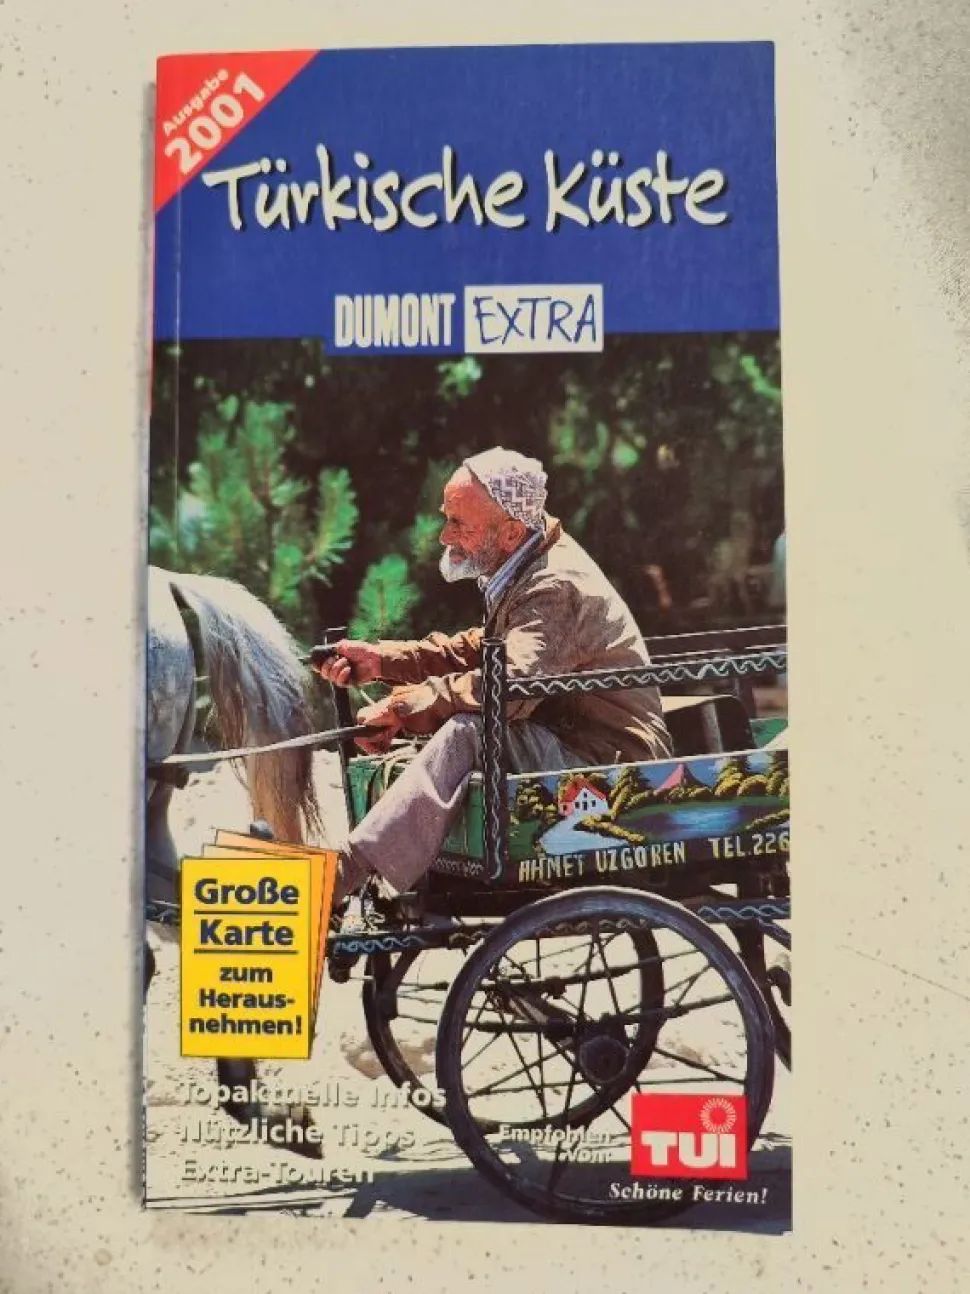 Ausgabe
2001
Türkische Küste
DUMONT EXTRA
AHMET UZGOREN TEL.226
Große
Karte
zum
Heraus-
nehmen!
Topaktuelle Infos
Nützliche Tipps
Extra-Touren
Empfohlen
von:
TUI
Schöne Ferien!